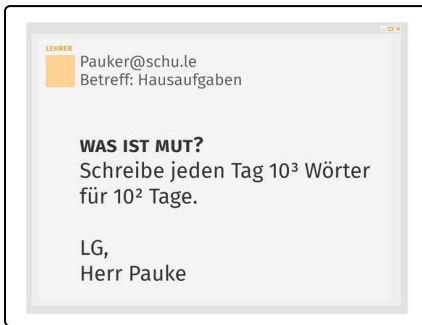 LEHRER
Pauker@schu.le
Betreff: Hausaufgaben
WAS IST MUT?
Schreibe jeden Tag 10³ Wörter
für 10² Tage.
LG,
Herr Pauke